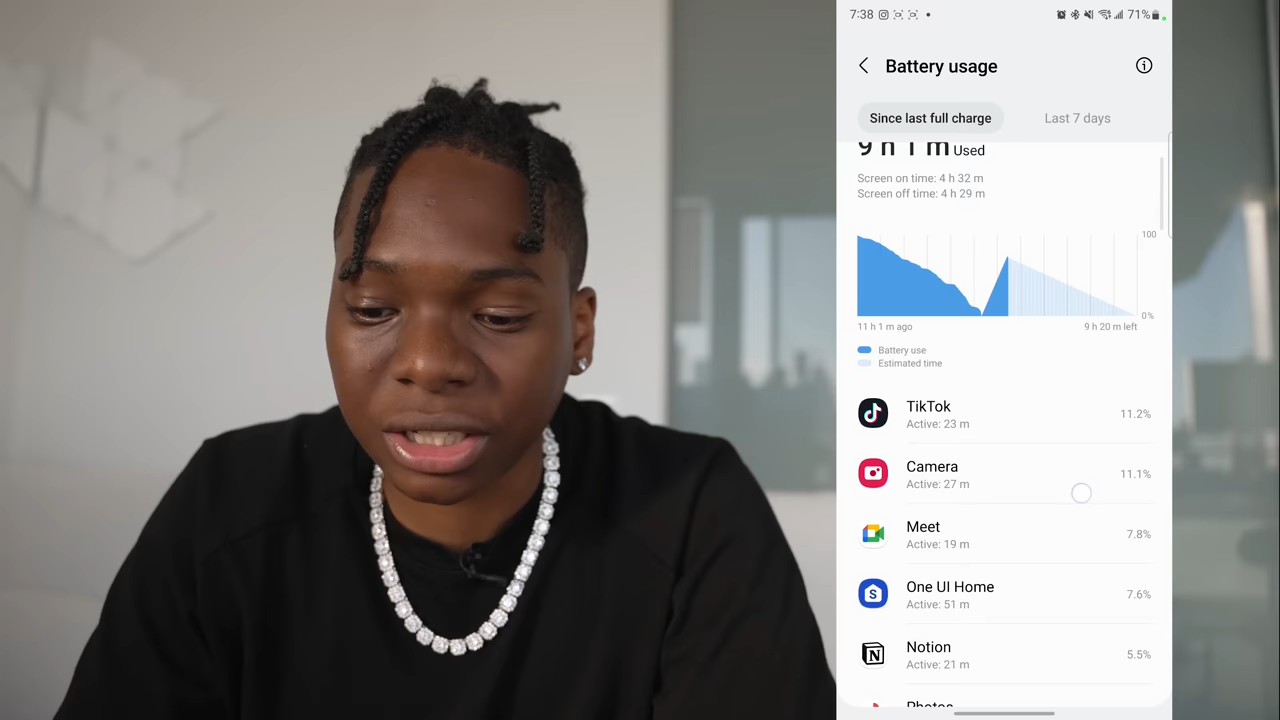 7:38
71%
Battery usage
Since last full charge
Last 7 days
9 h 1 m Used
Screen on time: 4 h 32 m
Screen off time: 4 h 29 m
100
0%
11 h 1 m ago
9 h 20 m left
Battery use
Estimated time
TikTok
11.2%
Active: 23 m
Camera
11.1%
Active: 27 m
Meet
7.8%
Active: 19 m
One UI Home
7.6%
Active: 51 m
Notion
5.5%
Active: 21 m
Photos